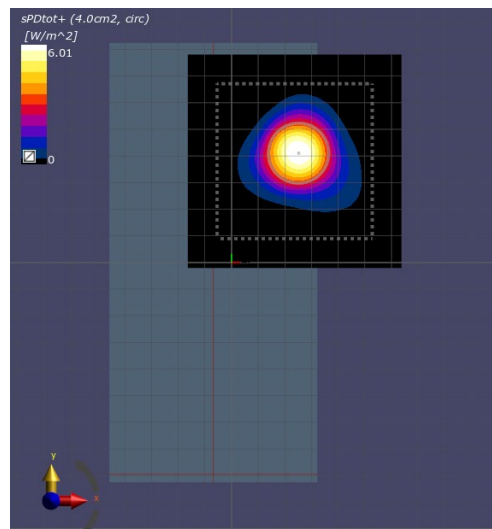 sPDtot+ (4.0cm2, circ)
[W/m^2]
6.01
0
y
x